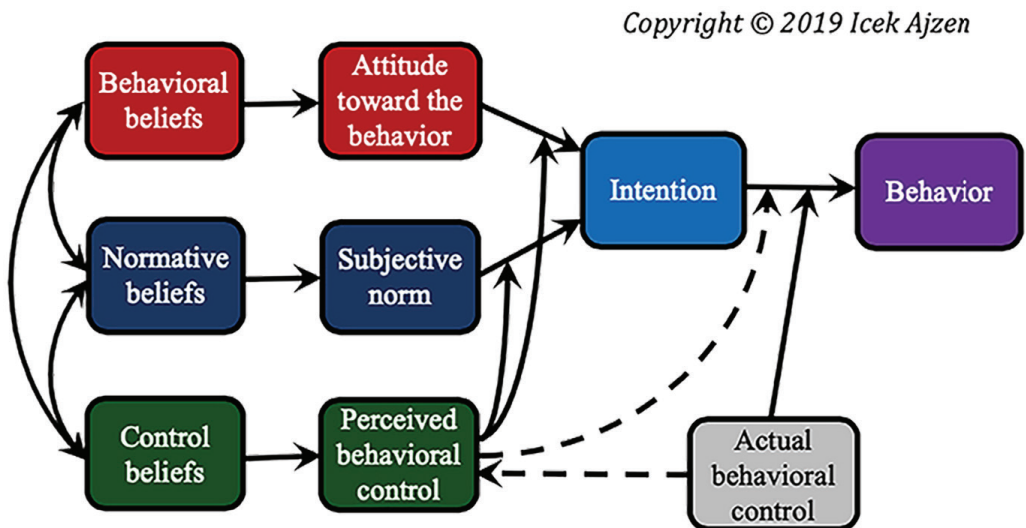 Copyright © 2019 Icek Ajzen
Behavioral
beliefs
Attitude
toward the
behavior
Intention
Behavior
Normative
beliefs
Subjective
norm
Control
beliefs
Perceived
behavioral
control
Actual
behavioral
control